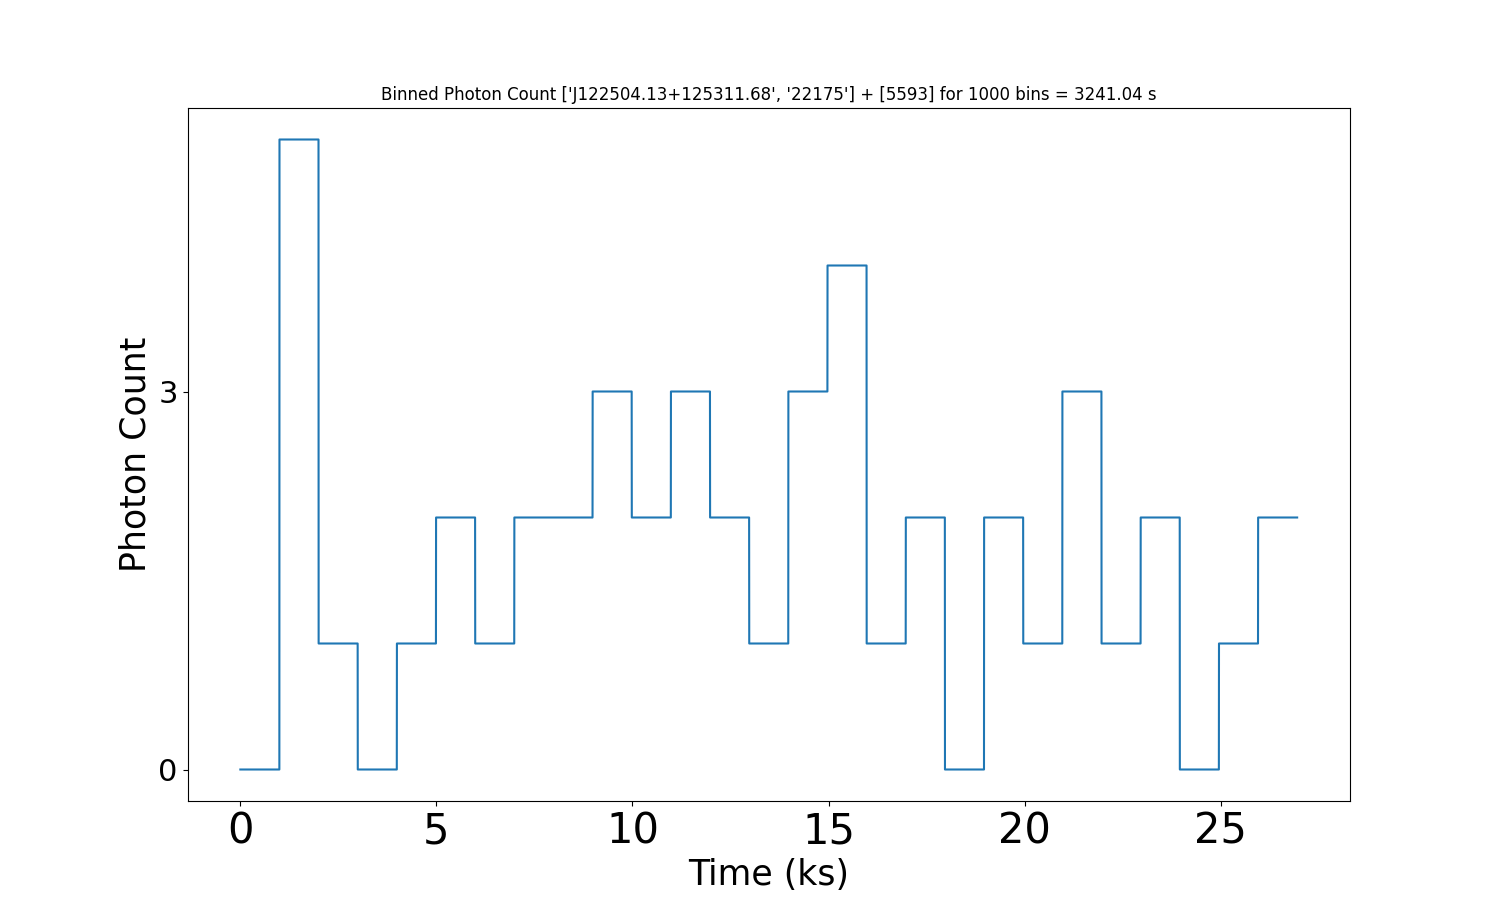 Binned Photon Count ['J122504.13+125311.68', '22175'] + [5593] for 1000 bins = 3241.04 s
Photon Count
3
0
0 5 10 15 20 25
Time (ks)